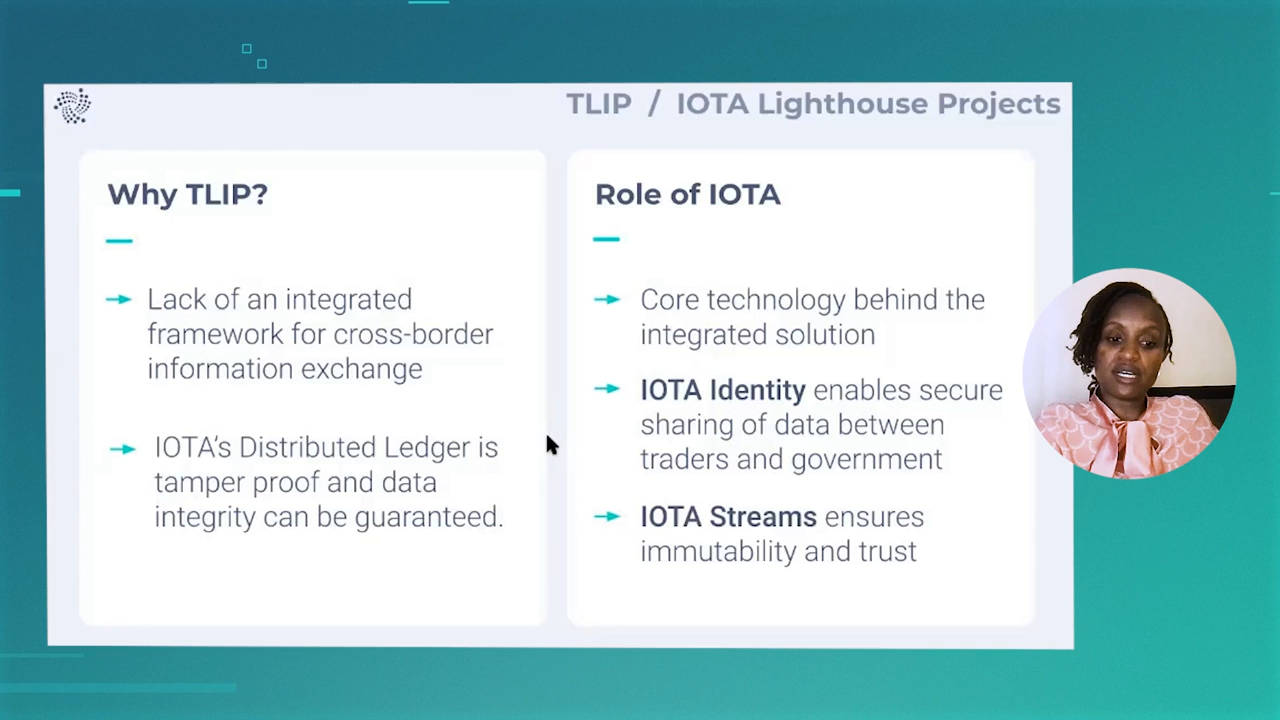 TLIP / IOTA Lighthouse Projects
Why TLIP?
Lack of an integrated
framework for cross-border
information exchange
IOTA’s Distributed Ledger is
tamper proof and data
integrity can be guaranteed.
Role of IOTA
Core technology behind the
integrated solution
IOTA Identity enables secure
sharing of data between
traders and government
IOTA Streams ensures
immutability and trust